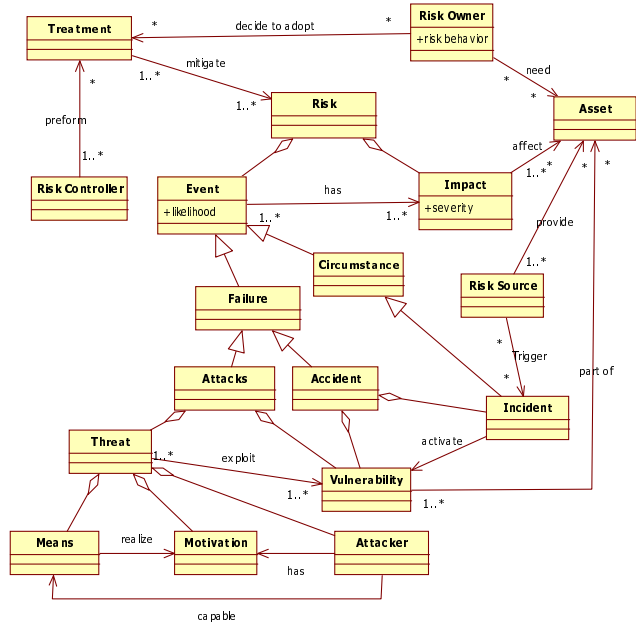 Risk Owner
+risk behavior
Treatment
*
decide to adopt
*
mitigate
1..*
1..*
need
*
*
Asset
Risk
*
preform
1..*
affect
1..*
*
*
*
Risk Controller
Event
+likelihood
has
1..*
1..*
Impact
+severity
provide
1..*
Circumstance
Risk Source
Failure
*
Trigger
*
part of
Attacks
Accident
Incident
Threat
1..*
exploit
1..*
activate
Vulnerability
1..*
Means
realize
Motivation
has
Attacker
capable